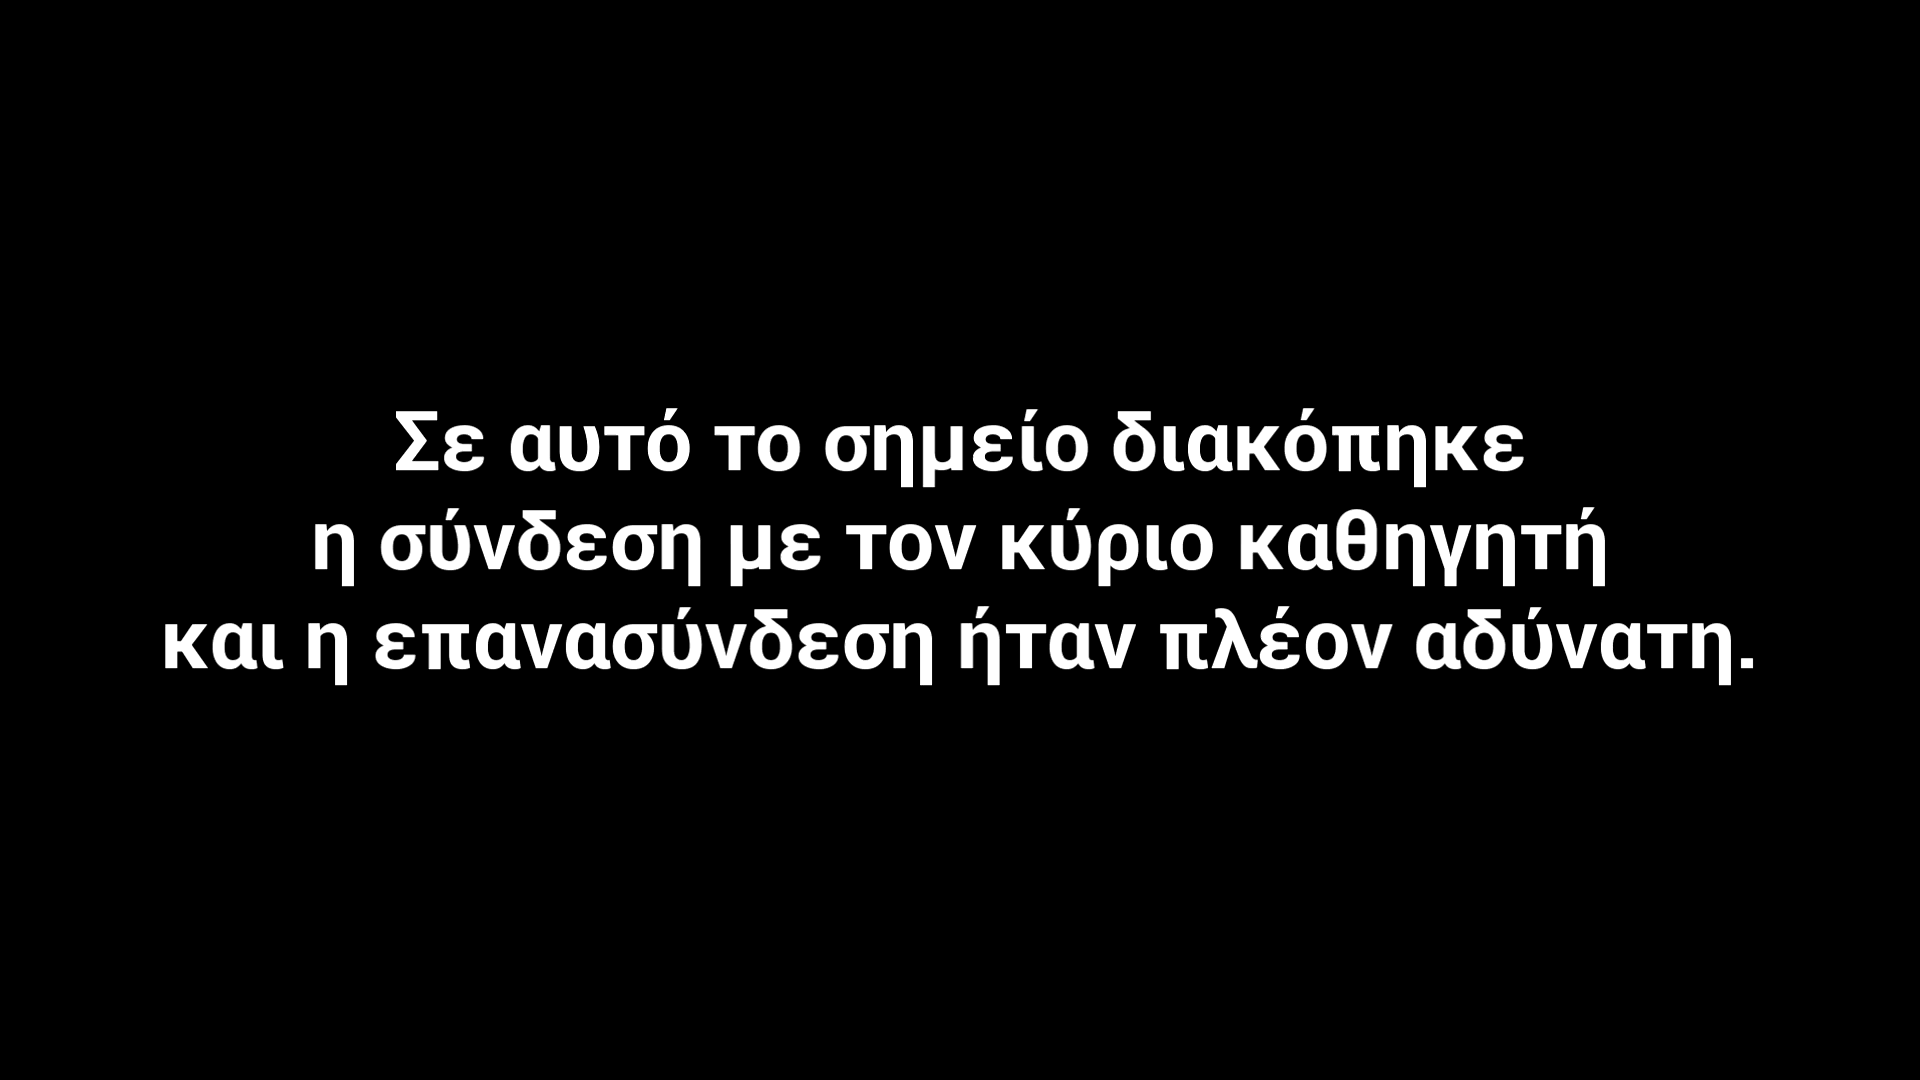 Σε αυτό το σημείο διακόπηκε
η σύνδεση με τον κύριο καθηγητή
και η επανασύνδεση ήταν πλέον αδύνατη.